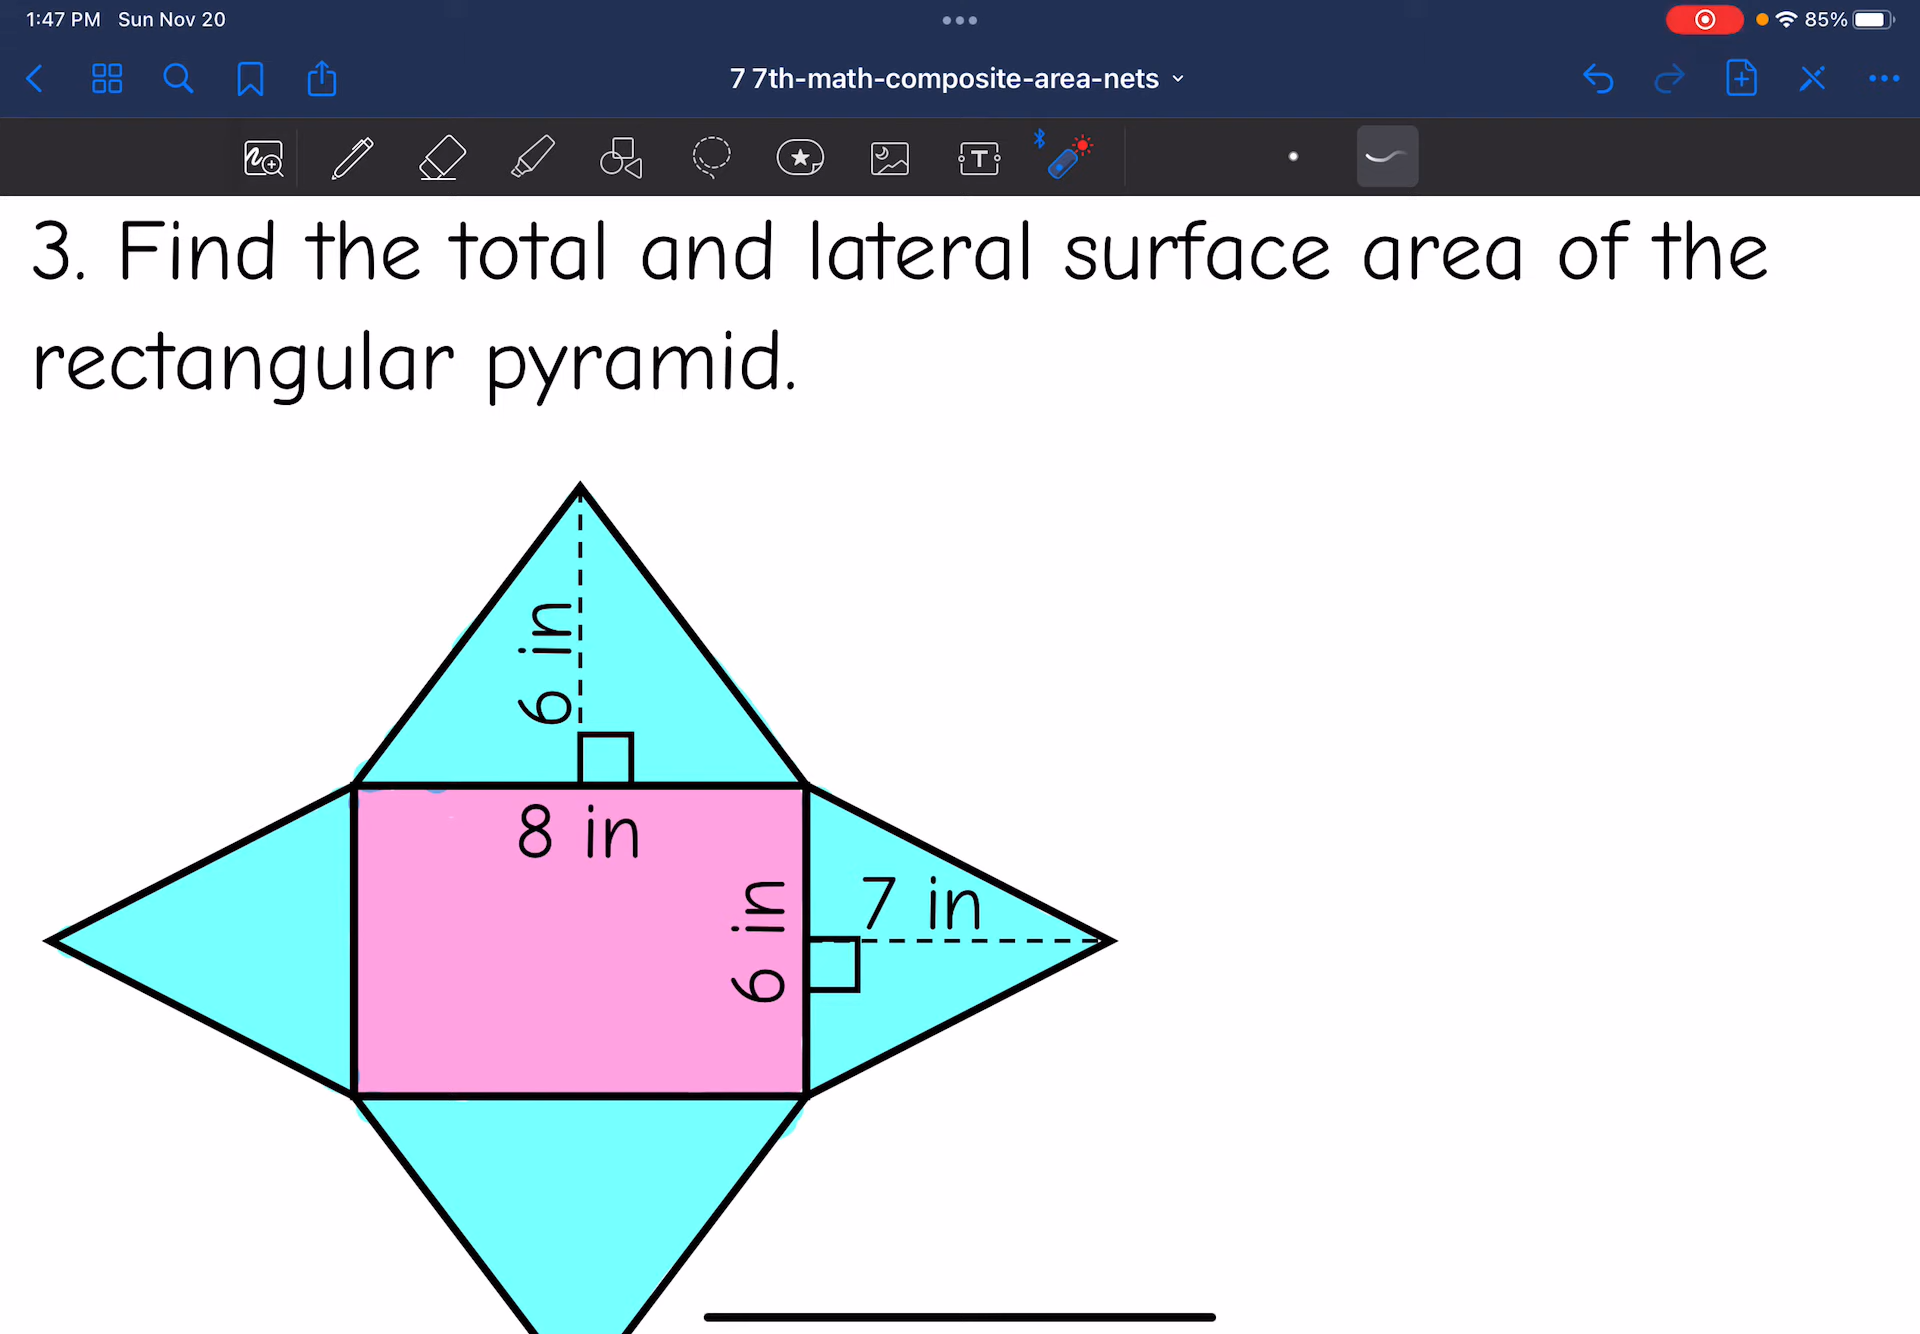 1:47 PM Sun Nov 20
85%
7 7th-math-composite-area-nets
T
3. Find the total and lateral surface area of the
rectangular pyramid.
6 in
8 in
6 in
7 in